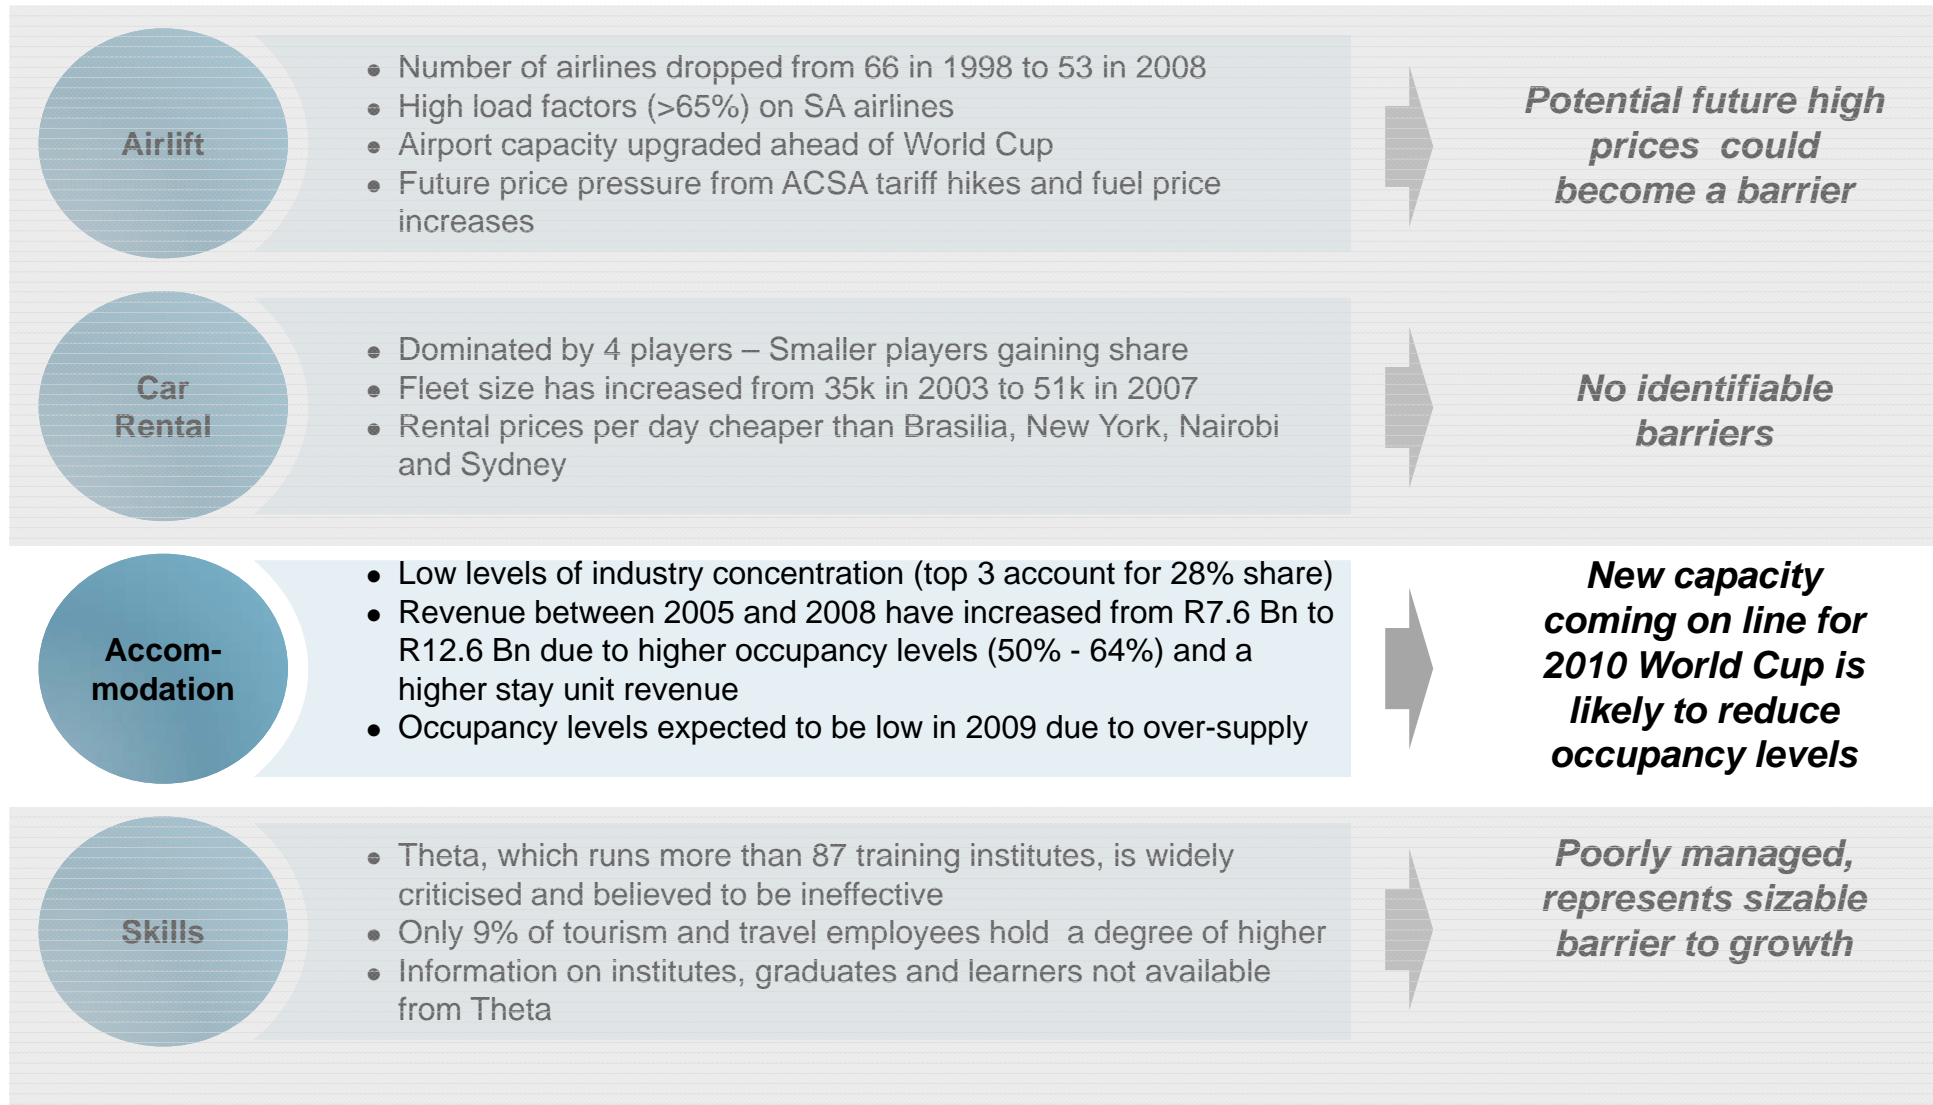 Airlift
● Number of airlines dropped from 66 in 1998 to 53 in 2008
● High load factors (>65%) on SA airlines
● Airport capacity upgraded ahead of World Cup
● Future price pressure from ACSA tariff hikes and fuel price
increases
Potential future high
prices could
become a barrier
Car
Rental
● Dominated by 4 players – Smaller players gaining share
● Fleet size has increased from 35k in 2003 to 51k in 2007
● Rental prices per day cheaper than Brasilia, New York, Nairobi
and Sydney
No identifiable
barriers
Accom-
modation
● Low levels of industry concentration (top 3 account for 28% share)
● Revenue between 2005 and 2008 have increased from R7.6 Bn to
R12.6 Bn due to higher occupancy levels (50% - 64%) and a
higher stay unit revenue
● Occupancy levels expected to be low in 2009 due to over-supply
New capacity
coming on line for
2010 World Cup is
likely to reduce
occupancy levels
Skills
● Theta, which runs more than 87 training institutes, is widely
criticised and believed to be ineffective
● Only 9% of tourism and travel employees hold a degree of higher
● Information on institutes, graduates and learners not available
from Theta
Poorly managed,
represents sizable
barrier to growth